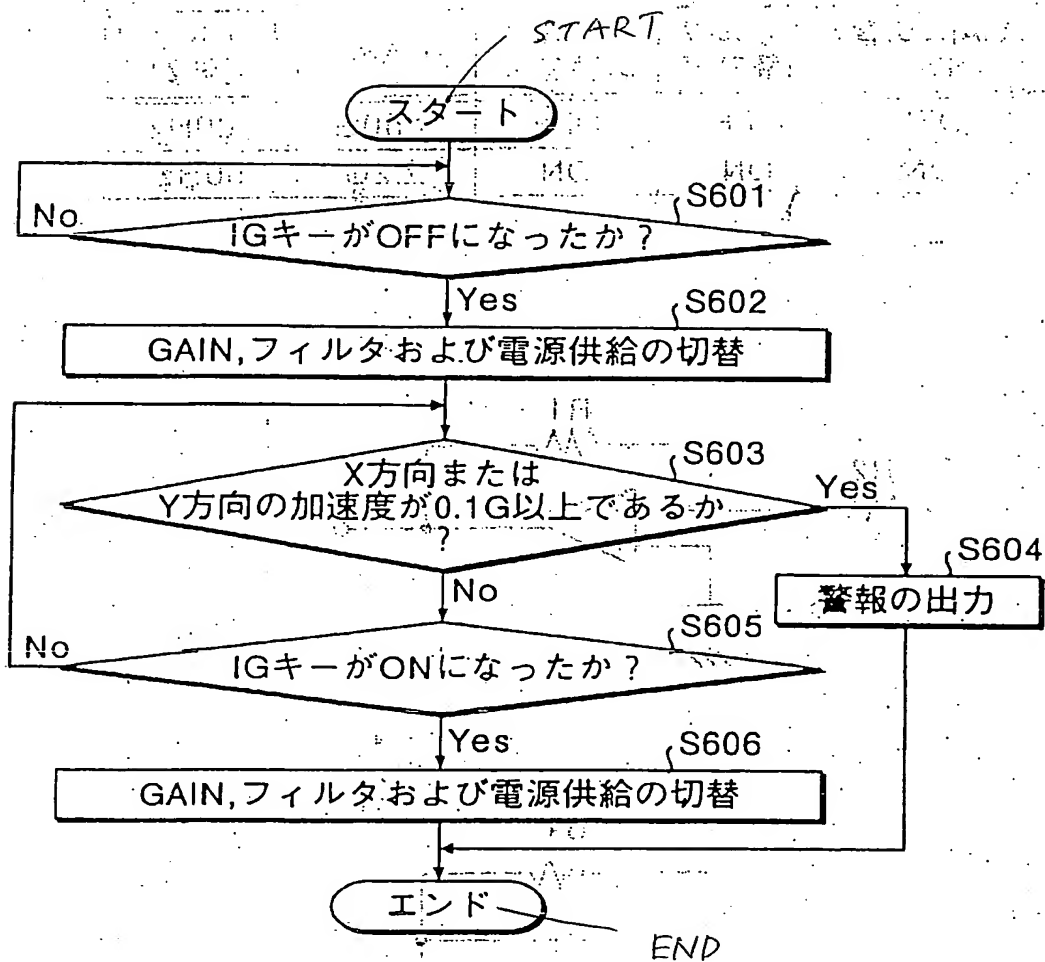 START
スタート
S601
No
IGキーがOFFになったか？
Yes
S602
GAIN,フィルタおよび電源供給の切替
S603
X方向または
Y方向の加速度が0.1G以上であるか
？
Yes
S604
警報の出力
No
S605
No
IGキーがONになったか？
Yes
S606
GAIN,フィルタおよび電源供給の切替
エンド
END